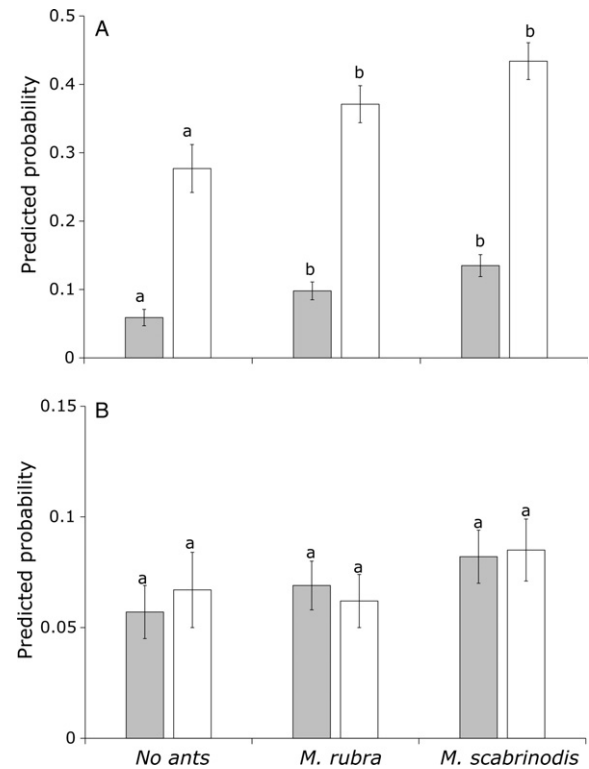 A
Predicted probability
0.5
0.4
0.3
0.2
0.1
0
a
a
b
b
b
b
B
Predicted probability
0.15
0.1
0.05
0
a
a
a
a
a
a
No ants
M. rubra
M. scabrinodis